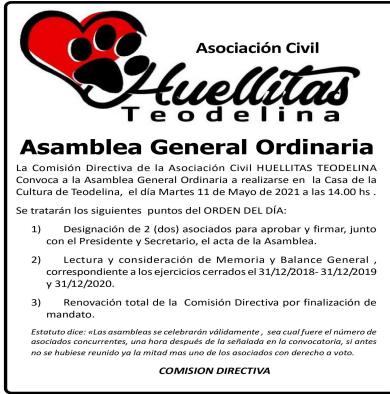 Asociación Civil
Huellitas
Teodelina
Asamblea General Ordinaria
La Comisión Directiva de la Asociación Civil HUELLITAS TEODELINA
Convoca a la Asamblea General Ordinaria a realizarse en la Casa de la
Cultura de Teodelina, el día Martes 11 de Mayo de 2021 a las 14.00 hs .
Se tratarán los siguientes puntos del ORDEN DEL DÍA:
1) Designación de 2 (dos) asociados para aprobar y firmar, junto
con el Presidente y Secretario, el acta de la Asamblea.
2) Lectura y consideración de Memoria y Balance General ,
correspondiente a los ejercicios cerrados el 31/12/2018- 31/12/2019
y 31/12/2020.
3) Renovación total de la Comisión Directiva por finalización de
mandato.
Estatuto dice: «Las asambleas se celebrarán válidamente , sea cual fuere el número de
asociados concurrentes, una hora después de la señalada en la convocatoria, si antes
no se hubiese reunido ya la mitad mas uno de los asociados con derecho a voto.
COMISION DIRECTIVA